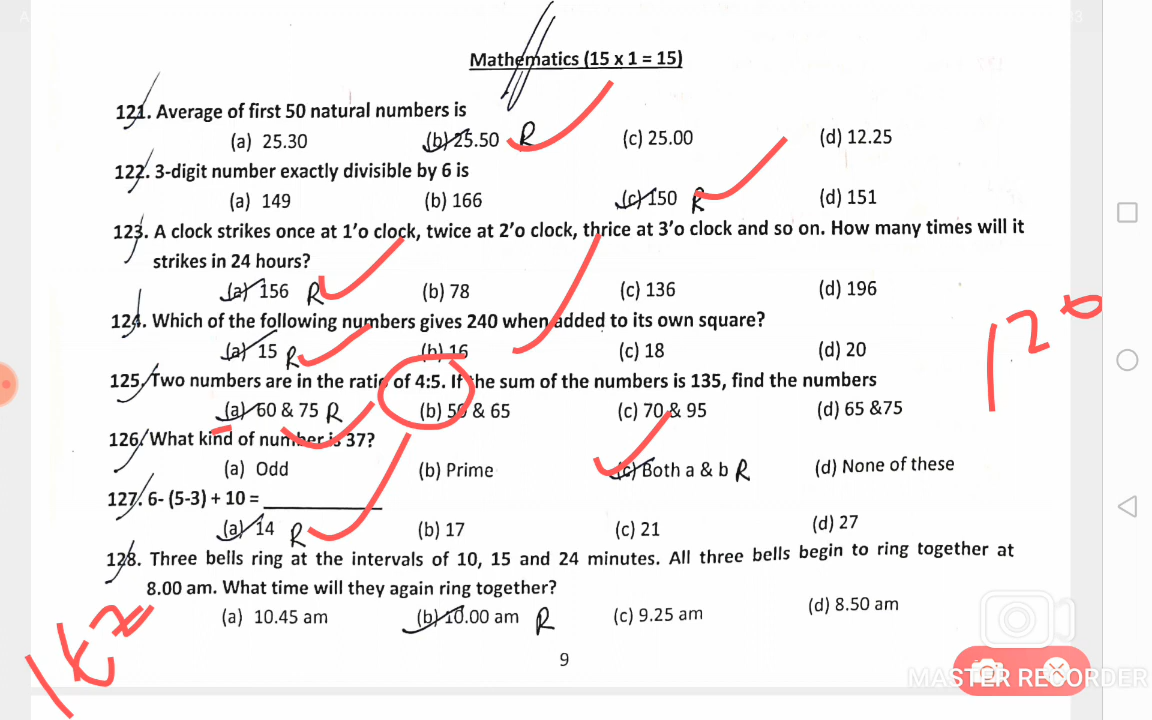 Mathematics (15 x 1 = 15)
121. Average of first 50 natural numbers is
(a) 25.30 (b) 25.50 R (c) 25.00 (d) 12.25
122. 3-digit number exactly divisible by 6 is
(a) 149 (b) 166 (c) 150 R (d) 151
123. A clock strikes once at 1'o clock, twice at 2'o clock, thrice at 3'o clock and so on. How many times will it
strikes in 24 hours?
(a) 156 R (b) 78 (c) 136 (d) 196
124. Which of the following numbers gives 240 when added to its own square?
(a) 15 R (b) 16 (c) 18 (d) 20
125. Two numbers are in the ratio of 4:5. If the sum of the numbers is 135, find the numbers
(a) 60 & 75 R (b) 50 & 65 (c) 70 & 95 (d) 65 &75
126. What kind of number is 37?
(a) Odd (b) Prime (c) Both a & b R (d) None of these
127. 6- (5-3) + 10 = ____________
(a) 14 R (b) 17 (c) 21 (d) 27
128. Three bells ring at the intervals of 10, 15 and 24 minutes. All three bells begin to ring together at
8.00 am. What time will they again ring together?
(a) 10.45 am (b) 10.00 am R (c) 9.25 am (d) 8.50 am
9
120
MASTER RECORDER